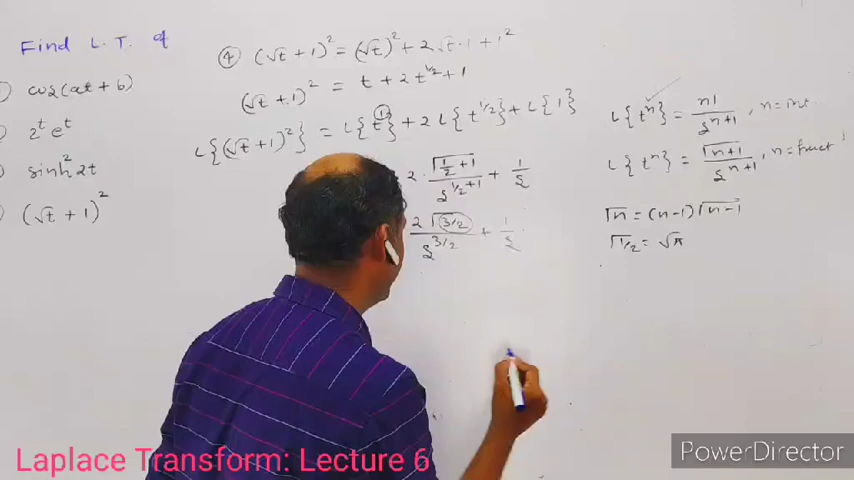 Find L.T. of
cos(at + b)
2^t e^t
sinh^2 2t
(√t + 1)^2
④ (√t + 1)^2 = (√t)^2 + 2√t·1 + 1^2
(√t + 1)^2 = t + 2t^{1/2} + 1
L{(√t + 1)^2} = L{t^①} + 2L{t^{1/2}} + L{1}
2 · Γ(1/2 + 1) / s^{1/2 + 1} + 1/s
2Γ(3/2) / s^{3/2} + 1/s
L{t^n} = n! / s^{n+1}, n = int
L{t^n} = Γ(n+1) / s^{n+1}, n = fract
Γn = (n-1)Γ(n-1)
Γ1/2 = √π
Laplace Transform: Lecture 6
PowerDirector